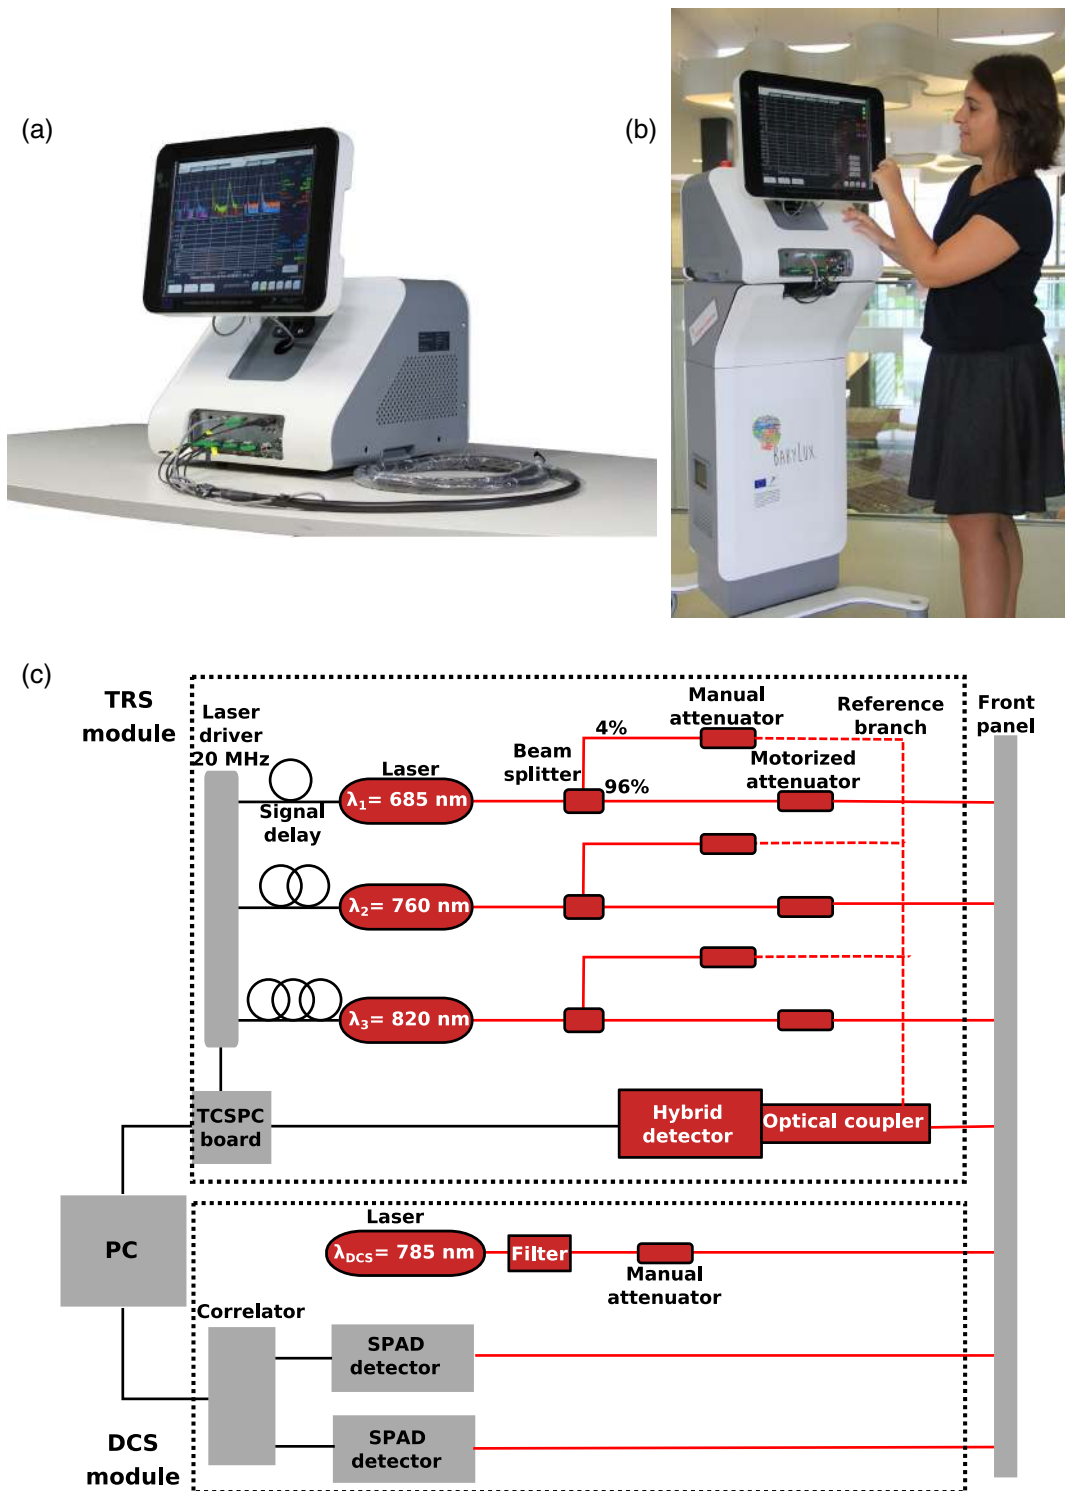 (a)
(b)
BABYLUX
(c)
TRS
module
Laser
driver
20 MHz
Signal
delay
Laser
λ1= 685 nm
λ2= 760 nm
λ3= 820 nm
Beam
splitter
4%
96%
Manual
attenuator
Motorized
attenuator
Reference
branch
Front
panel
TCSPC
board
Hybrid
detector
Optical coupler
PC
Laser
λDCS= 785 nm
Filter
Manual
attenuator
Correlator
SPAD
detector
SPAD
detector
DCS
module